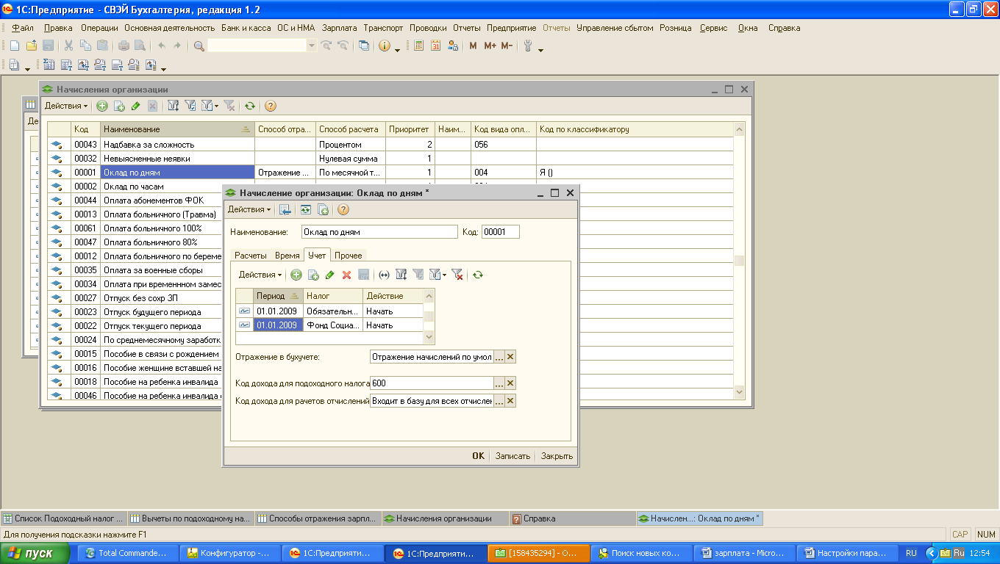 1С:Предприятие - СВЭЙ Бухгалтерия, редакция 1.2
Файл Правка Операции Основная деятельность Банк и касса ОС и НМА Зарплата Транспорт Проводки Отчеты Предприятие Отчеты Управление сбытом Розница Сервис Окна Справка
M M+ M-
Начисления организации
Де
Действия
Код Наименование Способ отра... Способ расчета Приоритет Наим... Код вида опл... Код по классификатору
00043 Надбавка за сложность Процентом 2 056
00032 Невыясненные неявки Нулевая сумма 1
00001 Оклад по дням Отражение ... По месячной т... 1 004 Я ()
00002 Оклад по часам
00044 Оплата абонементов ФОК
00013 Оплата больничного (Травма)
00061 Оплата больничного 100%
00047 Оплата больничного 80%
00012 Оплата больничного по береме
00035 Оплата за военные сборы
00034 Оплата при временнном замес
00027 Отпуск без сохр ЗП
00023 Отпуск будущего периода
00022 Отпуск текущего периода
00024 По среднемесячному заработк
00015 Пособие в связи с рождением
00016 Пособие женщине вставшей на
00018 Пособие на ребенка инвалида
00046 Пособие на ребенка инвалида
Начисление организации: Оклад по дням *
Действия
Наименование: Оклад по дням Код: 00001
Расчеты Время Учет Прочее
Действия
Период Налог Действие
01.01.2009 Обязательн... Начать
01.01.2009 Фонд Социа... Начать
Отражение в бухучете: Отражение начислений по умол ...
Код дохода для подоходного налога 600 ...
Код дохода для рачетов отчислений Входит в базу для всех отчислен ...
OK Записать Закрыть
Список Подоходный налог ... Вычеты по подоходному на... Способы отражения зарпл... Начисления организации Справка Начислен...: Оклад по дням *
Для получения подсказки нажмите F1 CAP NUM
пуск Total Commande... Конфигуратор -... 1С:Предприяти... 1С:Предприяти... [158435294] - О... Поиск новых ко... зарплата - Micro... Настройки пара... RU Ru 12:54